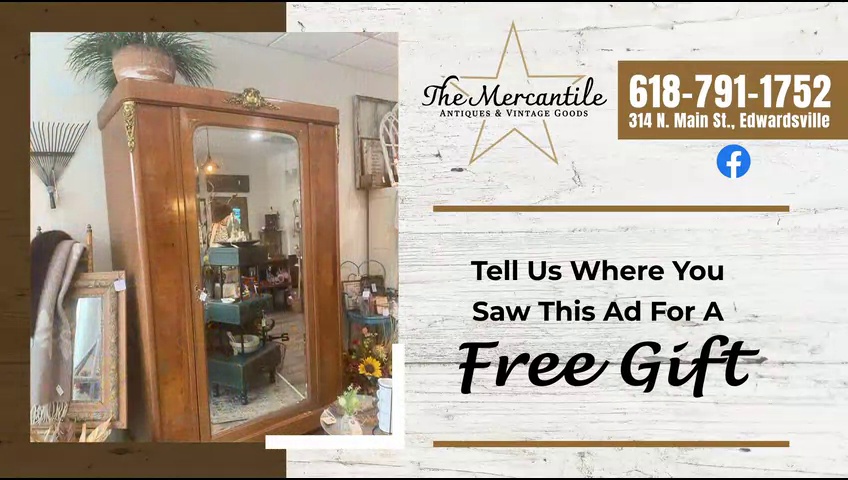 The Mercantile
Antiques & Vintage Goods
618-791-1752
314 N. Main St., Edwardsville
Tell Us Where You
Saw This Ad For A
Free Gift